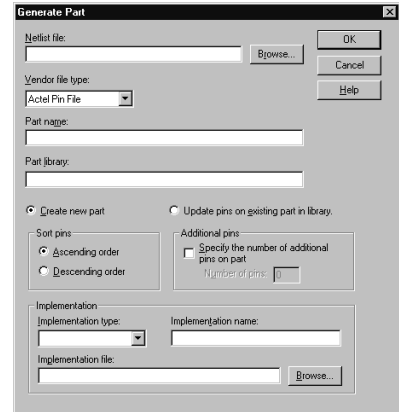 Generate Part
Netlist file:
OK
Browse...
Cancel
Vendor file type:
Help
Actel Pin File
Part name:
Part library:
Create new part
Update pins on existing part in library.
Sort pins
Additional pins
Ascending order
Specify the number of additional
pins on part
Descending order
Number of pins: 0
Implementation
Implementation type:
Implementation name:
Implementation file:
Browse...